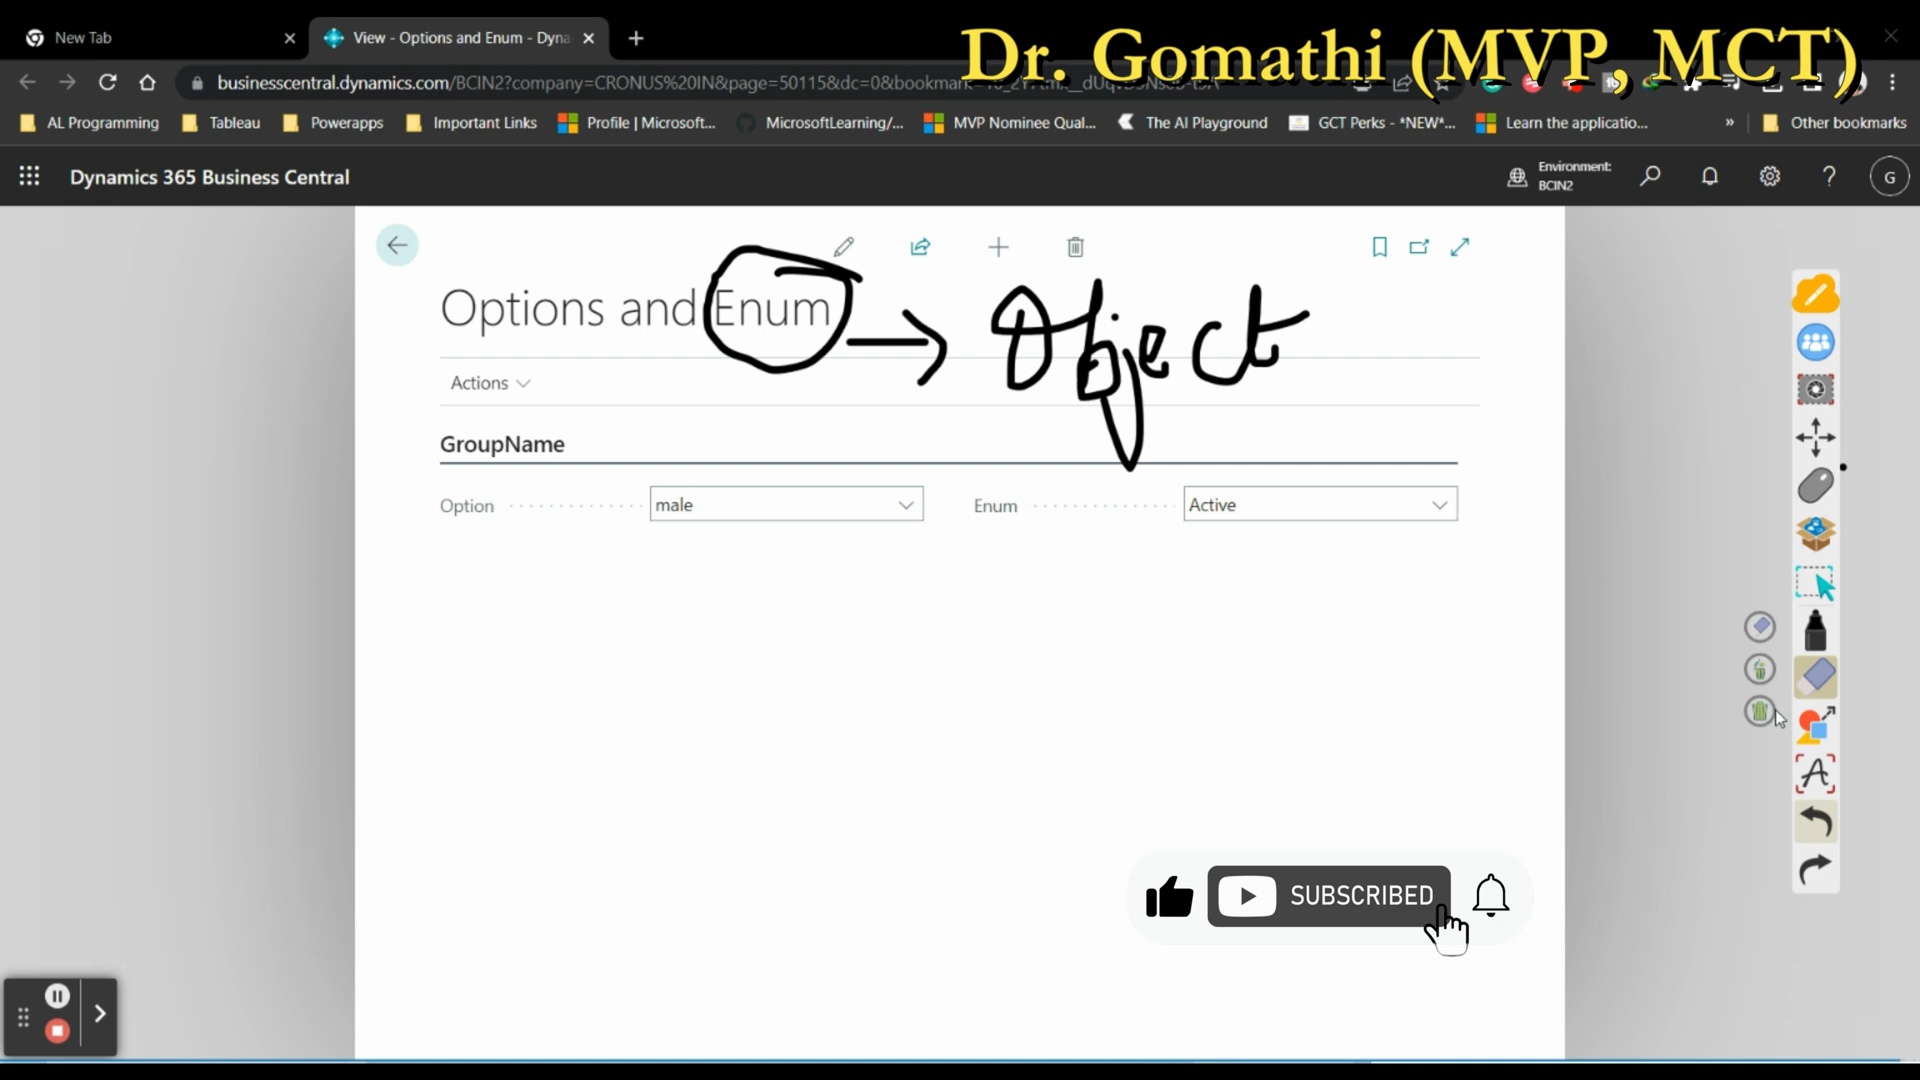 Dr. Gomathi (MVP, MCT)
New Tab
View - Options and Enum - Dyna
businesscentral.dynamics.com/BCIN2?company=CRONUS%20IN&page=50115&dc=0&bookmark=
AL Programming Tableau Powerapps Important Links Profile | Microsoft... MicrosoftLearning/... MVP Nominee Qual... The AI Playground GCT Perks - *NEW*... Learn the applicatio... » Other bookmarks
Dynamics 365 Business Central
Environment:
BCIN2
?
G
Options and Enum → Object
Actions
GroupName
Option male Enum Active
A
SUBSCRIBED